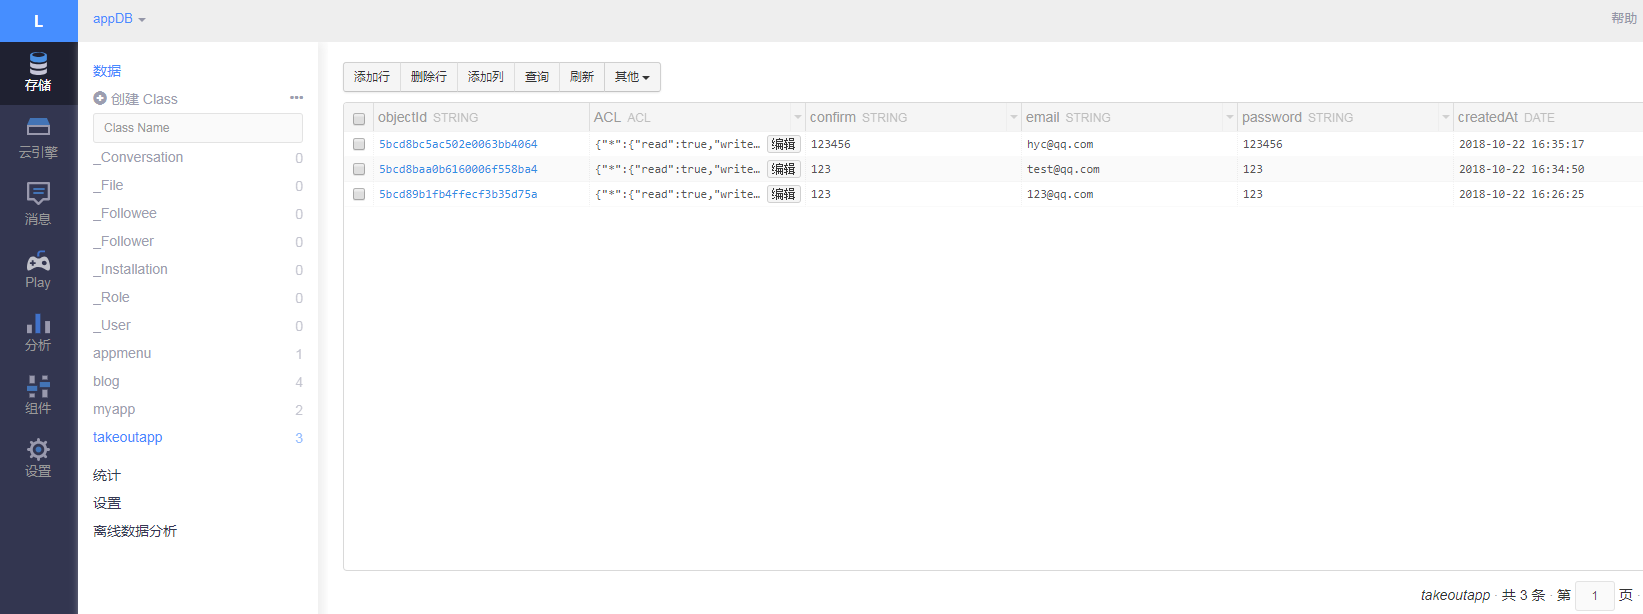 L
appDB
帮助
存储
云引擎
消息
Play
分析
组件
设置
数据
创建 Class
Class Name
_Conversation 0
_File 0
_Followee 0
_Follower 0
_Installation 0
_Role 0
_User 0
appmenu 1
blog 4
myapp 2
takeoutapp 3
统计
设置
离线数据分析
添加行 删除行 添加列 查询 刷新 其他
objectId STRING ACL ACL confirm STRING email STRING password STRING createdAt DATE
5bcd8bc5ac502e0063bb4064 {"*":{"read":true,"write… 编辑 123456 hyc@qq.com 123456 2018-10-22 16:35:17
5bcd8baa0b6160006f558ba4 {"*":{"read":true,"write… 编辑 123 test@qq.com 123 2018-10-22 16:34:50
5bcd89b1fb4ffecf3b35d75a {"*":{"read":true,"write… 编辑 123 123@qq.com 123 2018-10-22 16:26:25
takeoutapp · 共 3 条 · 第 1 页 ·